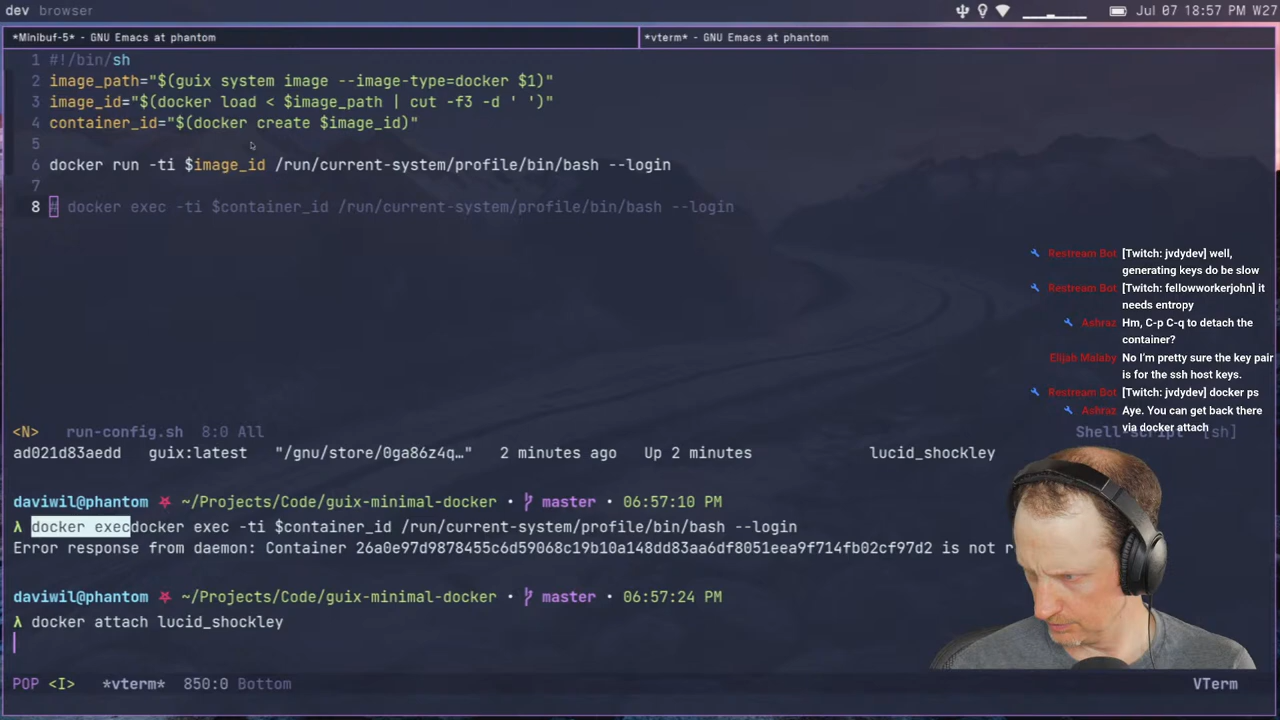 dev browser
Jul 07 18:57 W27
*Minibuf-5* - GNU Emacs at phantom
*vterm* - GNU Emacs at phantom
1 #!/bin/sh
2 image_path="$(guix system image --image-type=docker $1)"
3 image_id="$(docker load < $image_path | cut -f3 -d ' ')"
4 container_id="$(docker create $image_id)"
5
6 docker run -ti $image_id /run/current-system/profile/bin/bash --login
7
8 # docker exec -ti $container_id /run/current-system/profile/bin/bash --login
Restream Bot [Twitch: jvdydev] well,
generating keys do be slow
Restream Bot [Twitch: fellowworkerjohn] it
needs entropy
Ashraz Hm, C-p C-q to detach the
container?
Elijah Malaby No I'm pretty sure the key pair
is for the ssh host keys.
Restream Bot [Twitch: jvdydev] docker ps
Ashraz Aye. You can get back there
via docker attach
<N> run-config.sh 8:0 All
Shell-script [sh]
ad021d83aedd guix:latest "/gnu/store/0ga86z4q…" 2 minutes ago Up 2 minutes lucid_shockley
daviwil@phantom ~/Projects/Code/guix-minimal-docker • master • 06:57:10 PM
λ docker execdocker exec -ti $container_id /run/current-system/profile/bin/bash --login
Error response from daemon: Container 26a0e97d9878455c6d59068c19b10a148dd83aa6df8051eea9f714fb02cf97d2 is not
daviwil@phantom ~/Projects/Code/guix-minimal-docker • master • 06:57:24 PM
λ docker attach lucid_shockley
POP <I> *vterm* 850:0 Bottom
VTerm